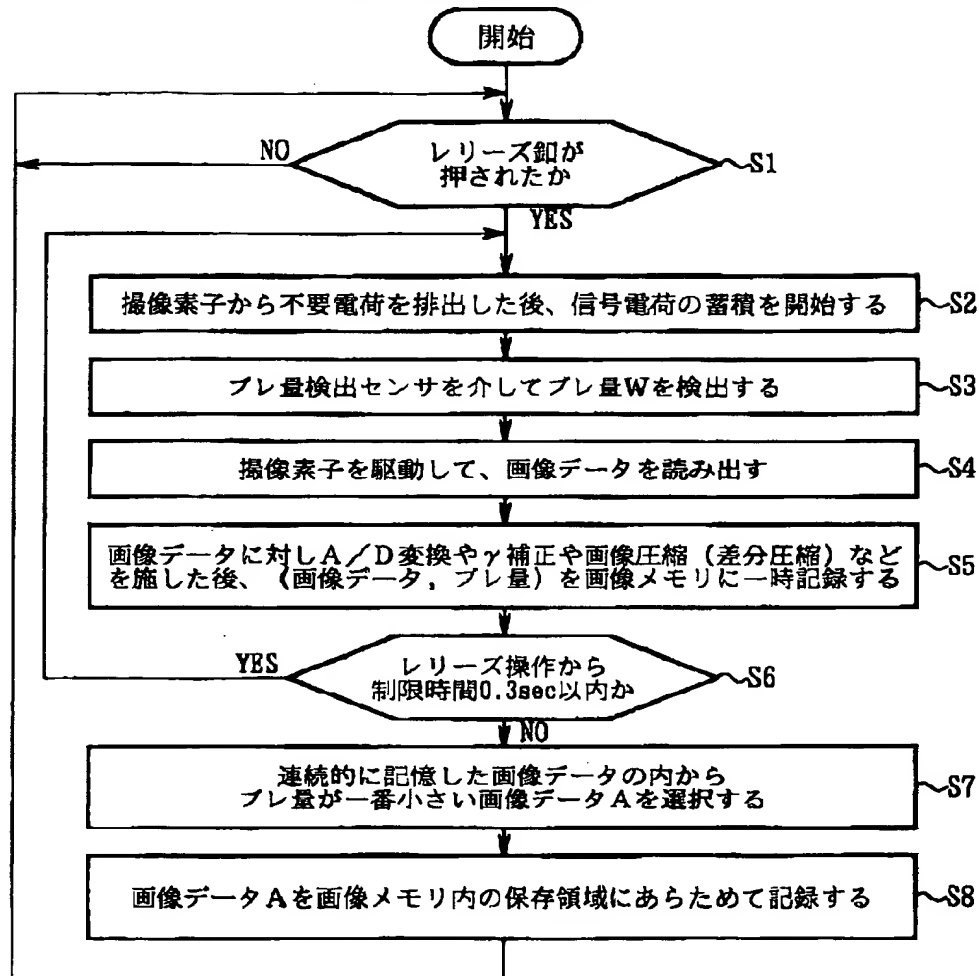 開始
レリーズ釦が
押されたか
NO
S1
YES
撮像素子から不要電荷を排出した後、信号電荷の蓄積を開始する
S2
ブレ量検出センサを介してブレ量Wを検出する
S3
撮像素子を駆動して、画像データを読み出す
S4
画像データに対しA/D変換やγ補正や画像圧縮(差分圧縮)など
を施した後、(画像データ,ブレ量)を画像メモリに一時記録する
S5
YES
レリーズ操作から
制限時間0.3sec以内か
S6
NO
連続的に記憶した画像データの内から
ブレ量が一番小さい画像データAを選択する
S7
画像データAを画像メモリ内の保存領域にあらためて記録する
S8